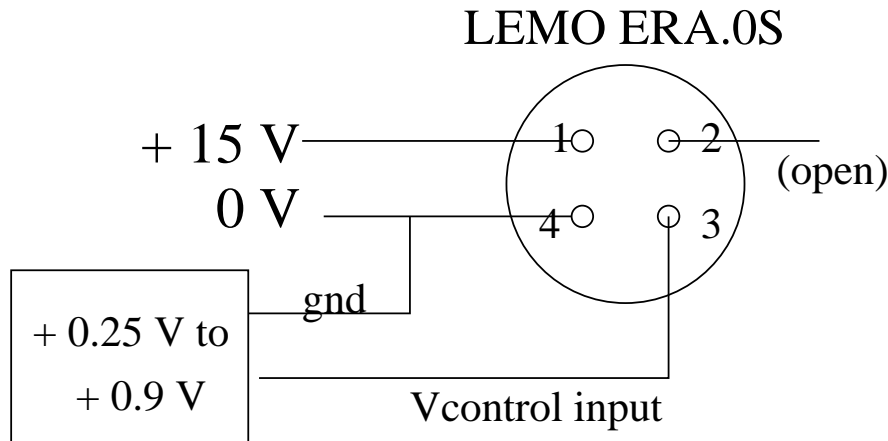 LEMO ERA.0S
+ 15 V
1
2
(open)
0 V
4
3
gnd
+ 0.25 V to
+ 0.9 V
Vcontrol input